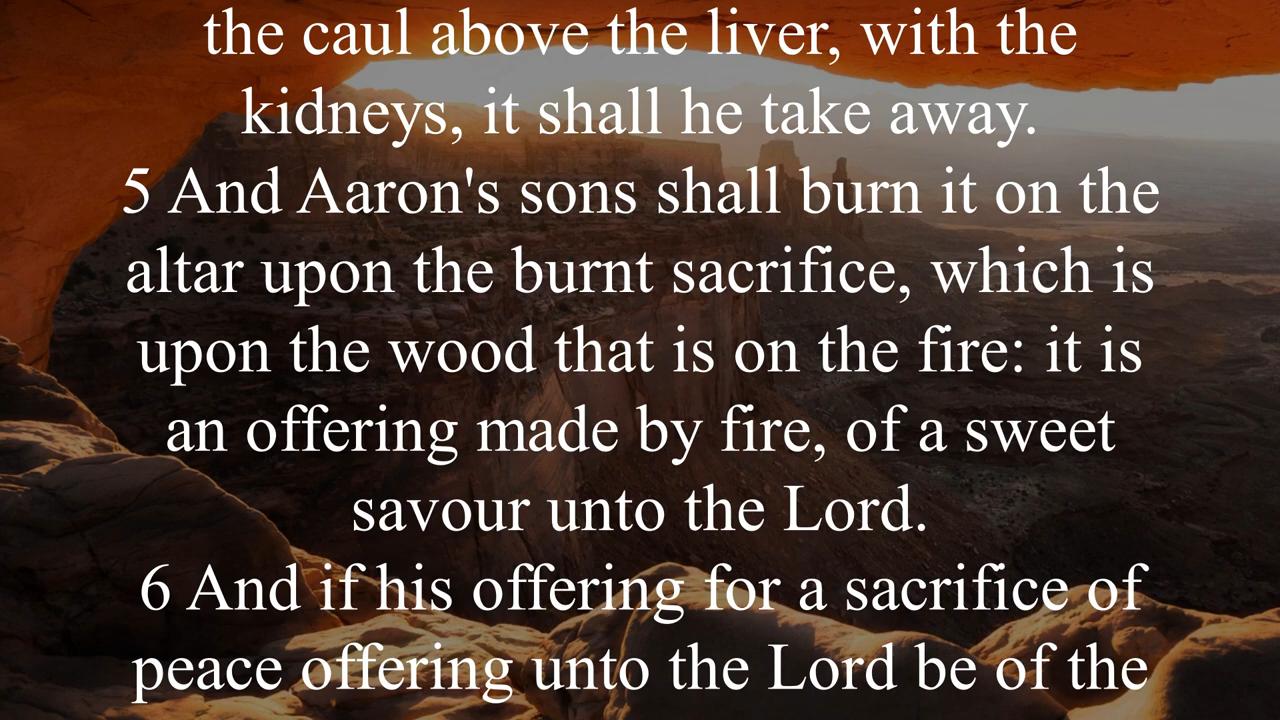 the caul above the liver, with the
kidneys, it shall he take away.
5 And Aaron's sons shall burn it on the
altar upon the burnt sacrifice, which is
upon the wood that is on the fire: it is
an offering made by fire, of a sweet
savour unto the Lord.
6 And if his offering for a sacrifice of
peace offering unto the Lord be of the